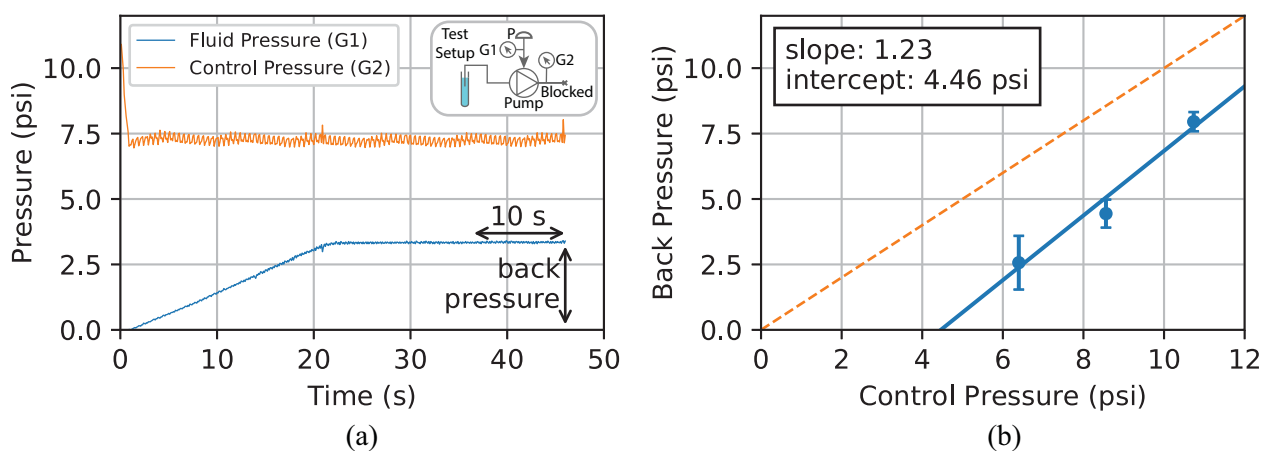 Fluid Pressure (G1)
Control Pressure (G2)
Test
Setup
P
G1
G2
Blocked
Pump
10 s
back
pressure
Pressure (psi)
10.0
7.5
5.0
2.5
0.0
0 10 20 30 40 50
Time (s)
(a)
slope: 1.23
intercept: 4.46 psi
Back Pressure (psi)
10.0
7.5
5.0
2.5
0.0
0 2 4 6 8 10 12
Control Pressure (psi)
(b)